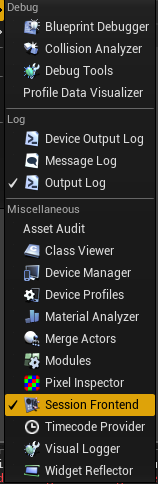 Debug
Blueprint Debugger
Collision Analyzer
Debug Tools
Profile Data Visualizer
Log
Device Output Log
Message Log
Output Log
Miscellaneous
Asset Audit
Class Viewer
Device Manager
Device Profiles
Material Analyzer
Merge Actors
Modules
Pixel Inspector
Session Frontend
Timecode Provider
Visual Logger
Widget Reflector